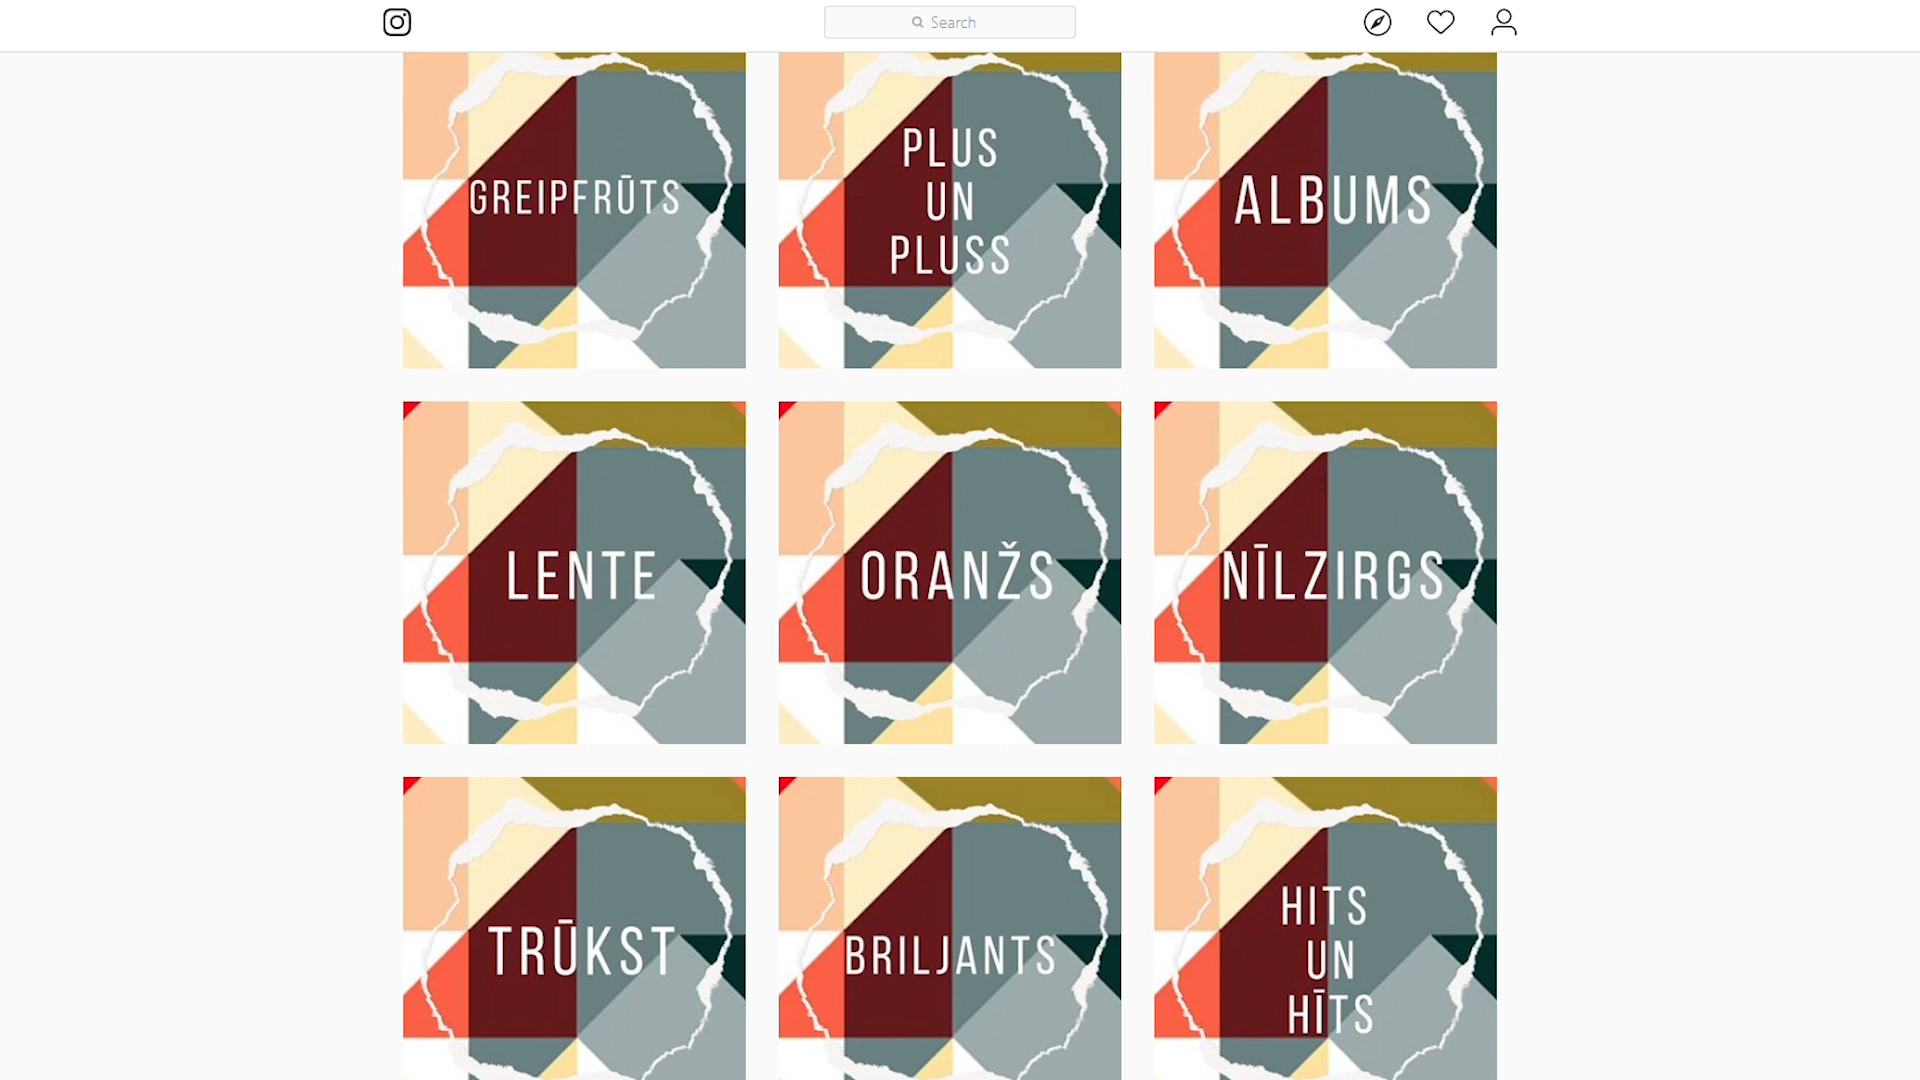 Search
GREIPFRŪTS
PLUS
UN
PLUSS
ALBUMS
LENTE
ORANŽS
NĪLZIRGS
TRŪKST
BRILJANTS
HITS
UN
HĪTS